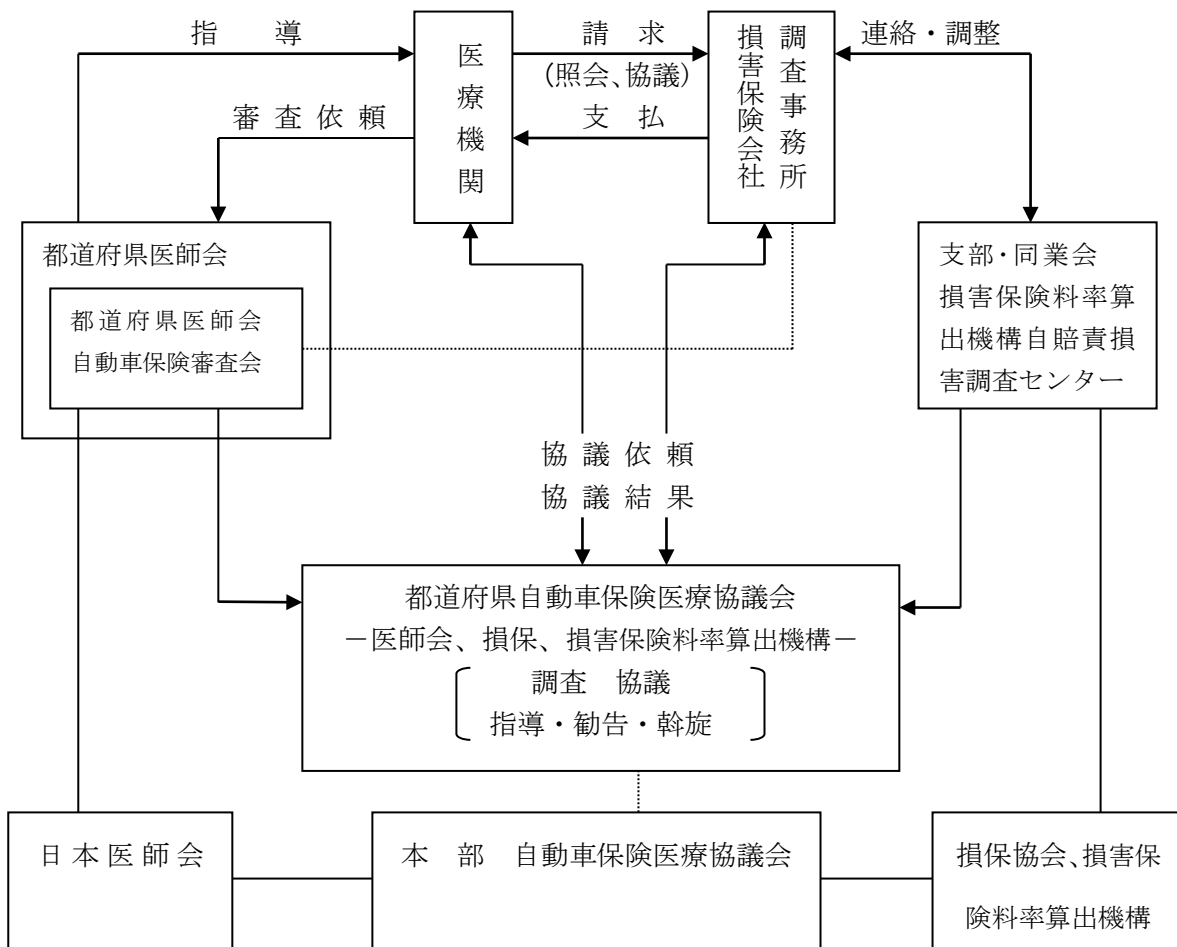 指　導
医療機関
請 求
(照会、協議)
支 払
調査事務所
損害保険会社
連絡・調整
審査依頼
都道府県医師会
都道府県医師会
自動車保険審査会
支部・同業会
損害保険料率算
出機構自賠責損
害調査センター
協議依頼
協議結果
都道府県自動車保険医療協議会
－医師会、損保、損害保険料率算出機構－
調査　協議
指導・勧告・斡旋
日本医師会
本　部　自動車保険医療協議会
損保協会、損害保
険料率算出機構